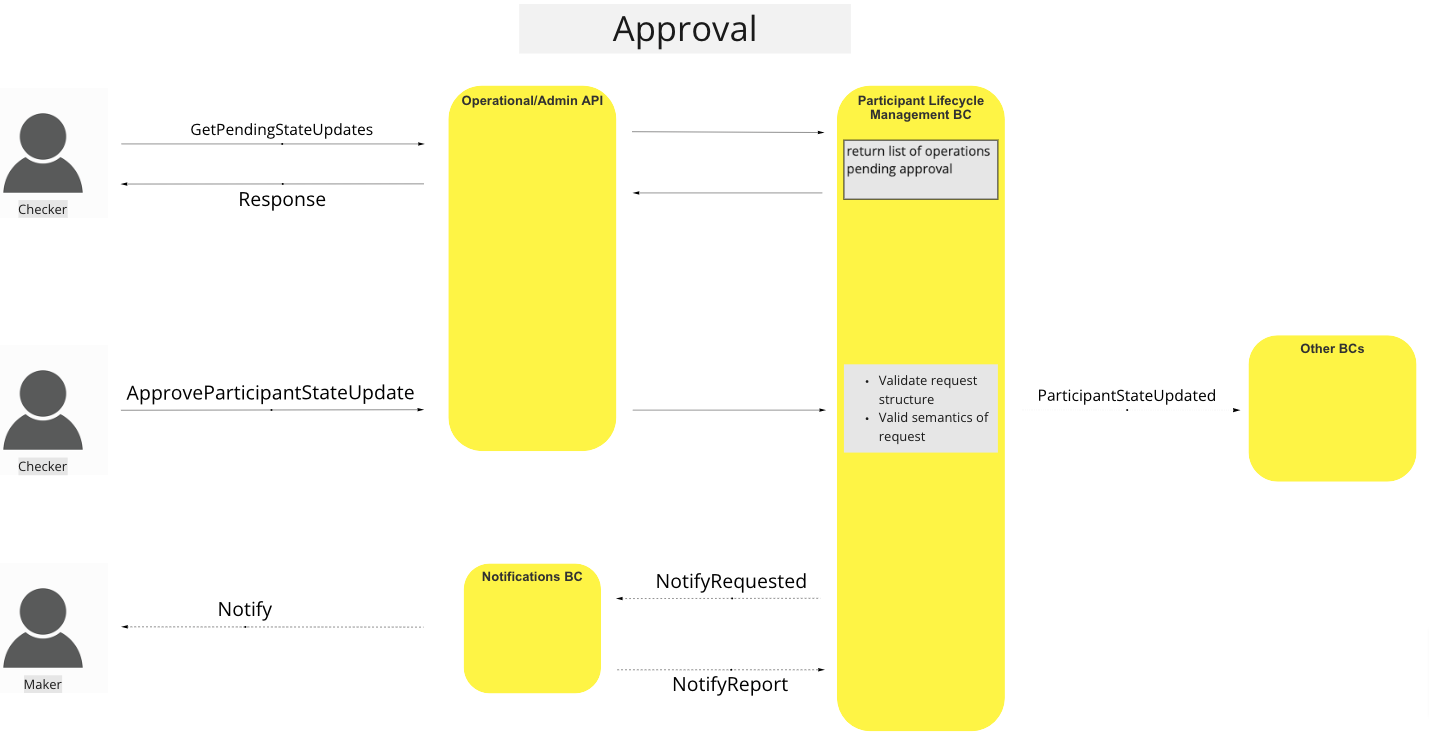 Approval
Operational/Admin API
Participant Lifecycle
Management BC
GetPendingStateUpdates
return list of operations
pending approval
Response
Checker
Other BCs
ApproveParticipantStateUpdate
• Validate request
structure
• Valid semantics of
request
ParticipantStateUpdated
Checker
Notifications BC
NotifyRequested
Notify
NotifyReport
Maker